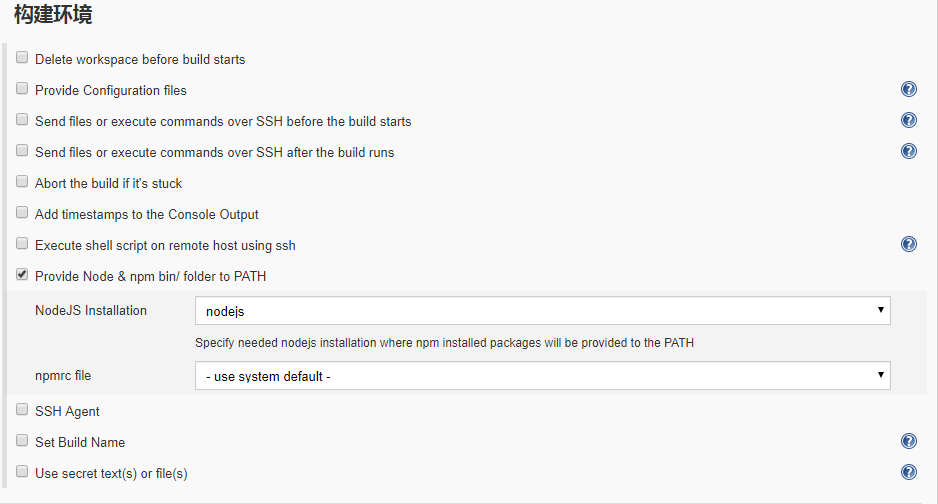 构建环境
Delete workspace before build starts
Provide Configuration files
Send files or execute commands over SSH before the build starts
Send files or execute commands over SSH after the build runs
Abort the build if it's stuck
Add timestamps to the Console Output
Execute shell script on remote host using ssh
Provide Node & npm bin/ folder to PATH
NodeJS Installation nodejs
Specify needed nodejs installation where npm installed packages will be provided to the PATH
npmrc file - use system default -
SSH Agent
Set Build Name
Use secret text(s) or file(s)